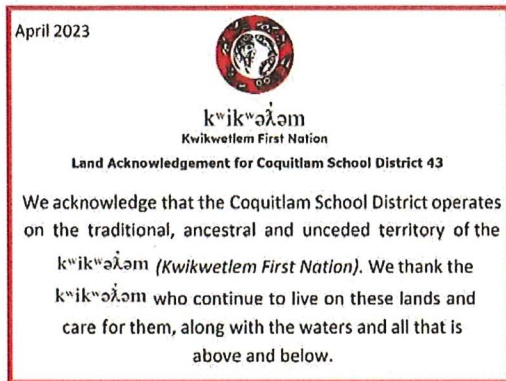 April 2023
kʷikʷəƛ̓əm
Kwikwetlem First Nation
Land Acknowledgement for Coquitlam School District 43
We acknowledge that the Coquitlam School District operates
on the traditional, ancestral and unceded territory of the
kʷikʷəƛ̓əm (Kwikwetlem First Nation). We thank the
kʷikʷəƛ̓əm who continue to live on these lands and
care for them, along with the waters and all that is
above and below.